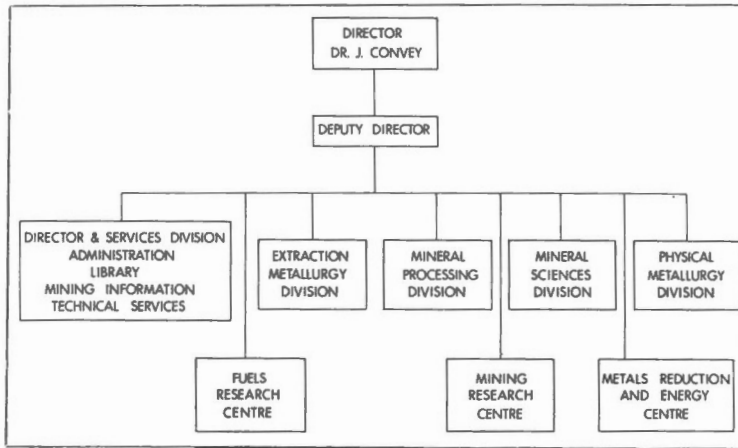 DIRECTOR
DR. J. CONVEY
DEPUTY DIRECTOR
DIRECTOR & SERVICES DIVISION
ADMINISTRATION
LIBRARY
MINING INFORMATION
TECHNICAL SERVICES
EXTRACTION
METALLURGY
DIVISION
MINERAL
PROCESSING
DIVISION
MINERAL
SCIENCES
DIVISION
PHYSICAL
METALLURGY
DIVISION
FUELS
RESEARCH
CENTRE
MINING
RESEARCH
CENTRE
METALS REDUCTION
AND ENERGY
CENTRE